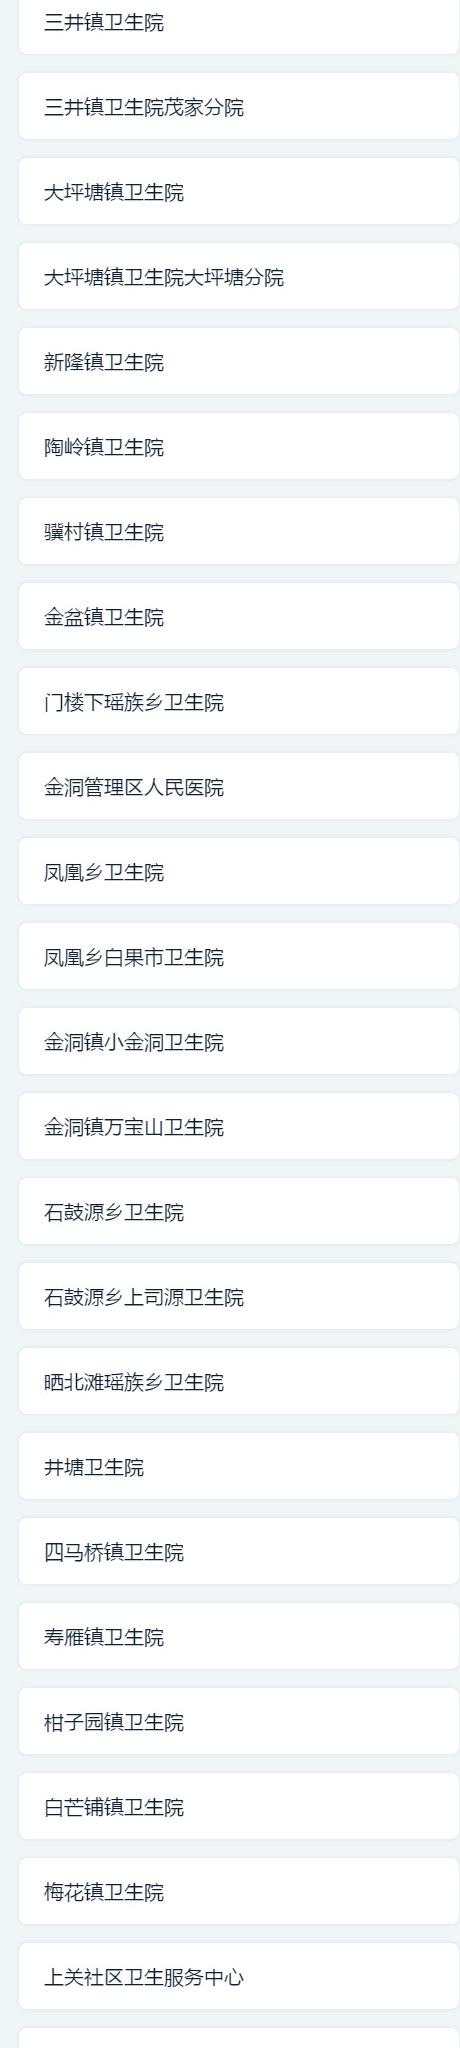 三井镇卫生院
三井镇卫生院茂家分院
大坪塘镇卫生院
大坪塘镇卫生院大坪塘分院
新隆镇卫生院
陶岭镇卫生院
骥村镇卫生院
金盆镇卫生院
门楼下瑶族乡卫生院
金洞管理区人民医院
凤凰乡卫生院
凤凰乡白果市卫生院
金洞镇小金洞卫生院
金洞镇万宝山卫生院
石鼓源乡卫生院
石鼓源乡上司源卫生院
晒北滩瑶族乡卫生院
井塘卫生院
四马桥镇卫生院
寿雁镇卫生院
柑子园镇卫生院
白芒铺镇卫生院
梅花镇卫生院
上关社区卫生服务中心